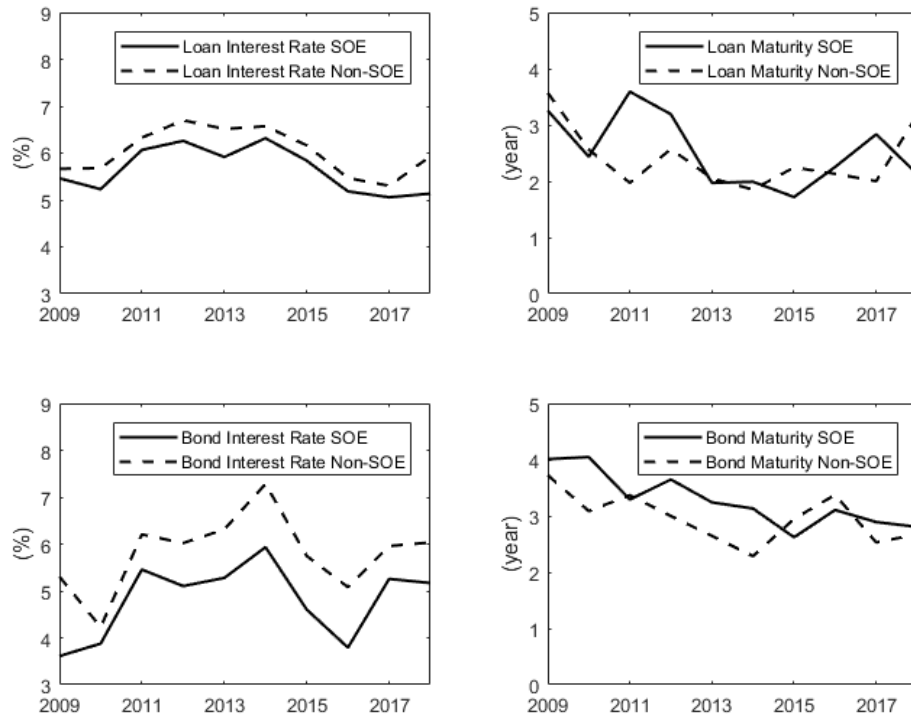 9
8
7
6
5
4
3
(%)
Loan Interest Rate SOE
Loan Interest Rate Non-SOE
2009 2011 2013 2015 2017
5
4
3
2
1
0
(year)
Loan Maturity SOE
Loan Maturity Non-SOE
2009 2011 2013 2015 2017
9
8
7
6
5
4
3
(%)
Bond Interest Rate SOE
Bond Interest Rate Non-SOE
2009 2011 2013 2015 2017
5
4
3
2
1
0
(year)
Bond Maturity SOE
Bond Maturity Non-SOE
2009 2011 2013 2015 2017